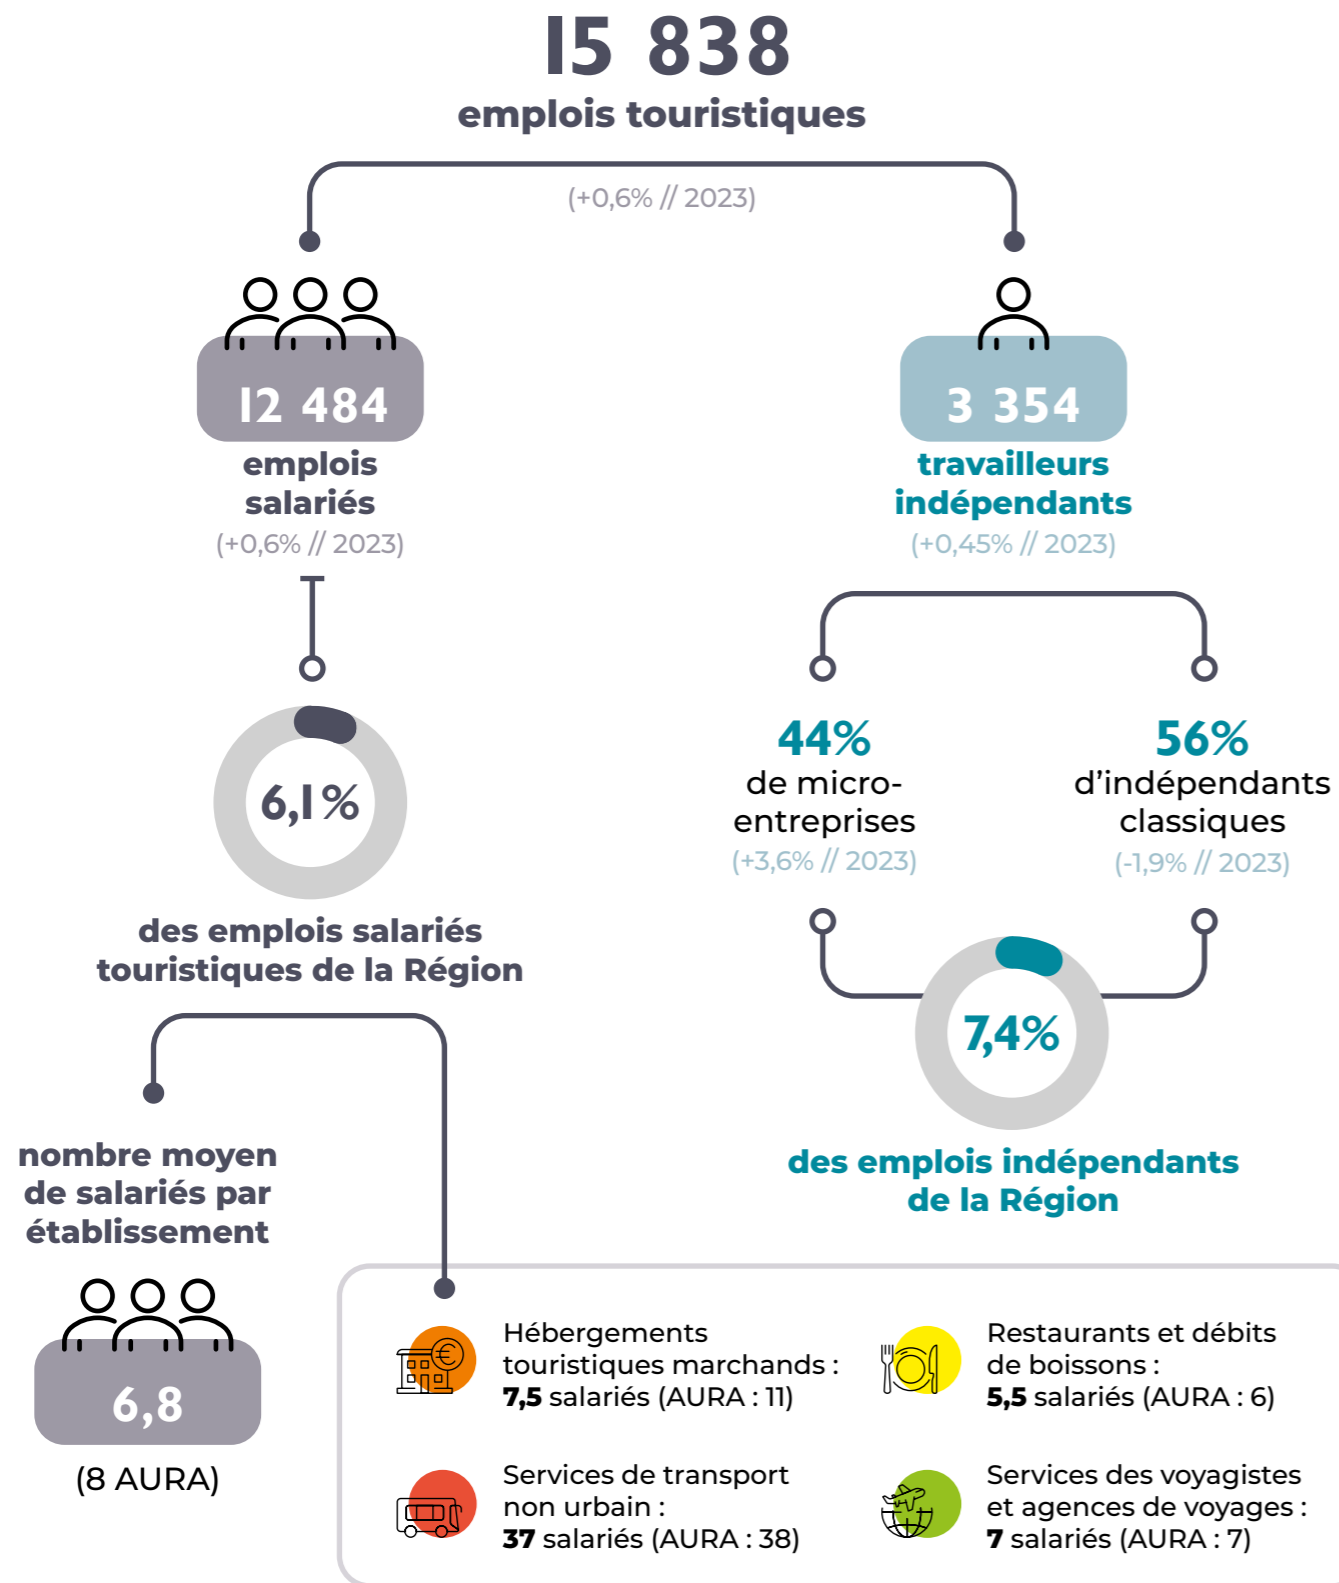 15 838
emplois touristiques
(+0,6% // 2023)
12 484
emplois
salariés
(+0,6% // 2023)
6,1%
des emplois salariés
touristiques de la Région
nombre moyen
de salariés par
établissement
6,8
(8 AURA)
3 354
travailleurs
indépendants
(+0,45% // 2023)
44%
de micro-
entreprises
(+3,6% // 2023)
56%
d'indépendants
classiques
(-1,9% // 2023)
7,4%
des emplois indépendants
de la Région
Hébergements
touristiques marchands :
7,5 salariés (AURA : 11)
Restaurants et débits
de boissons :
5,5 salariés (AURA : 6)
Services de transport
non urbain :
37 salariés (AURA : 38)
Services des voyagistes
et agences de voyages :
7 salariés (AURA : 7)